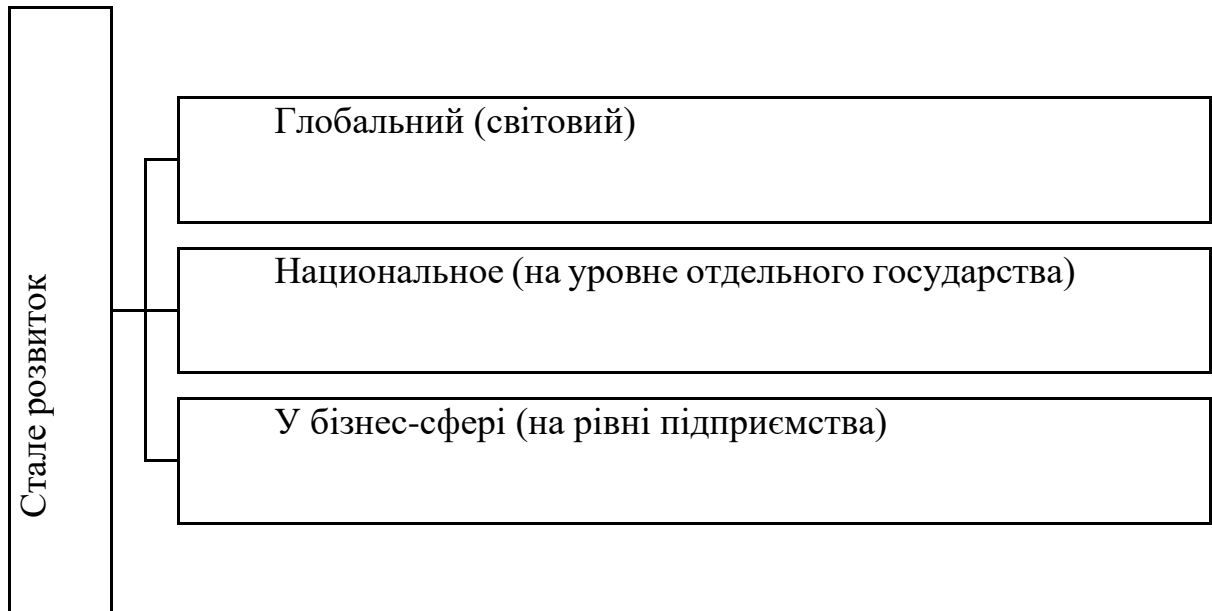 Стале розвиток
Глобальний (світовий)
Национальное (на уровне отдельного государства)
У бізнес-сфері (на рівні підприємства)